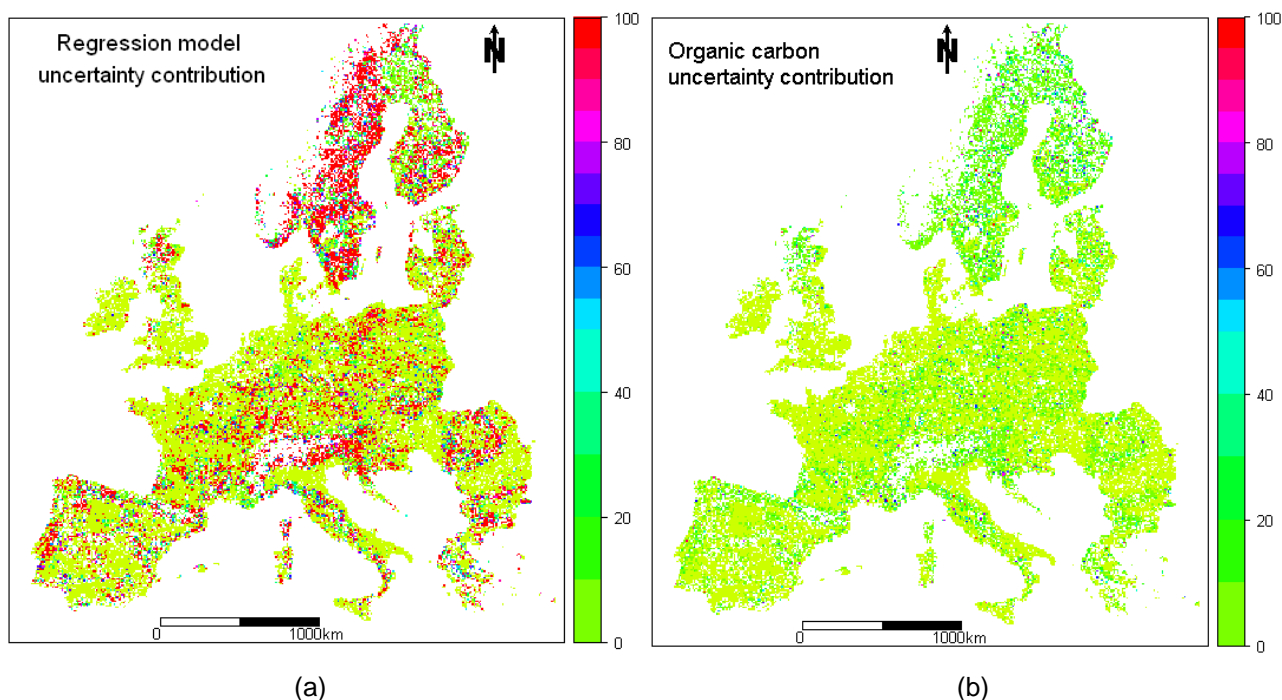 Regression model
uncertainty contribution
N
100
80
60
40
20
0
0
1000km
(a)
Organic carbon
uncertainty contribution
N
100
80
60
40
20
0
0
1000km
(b)